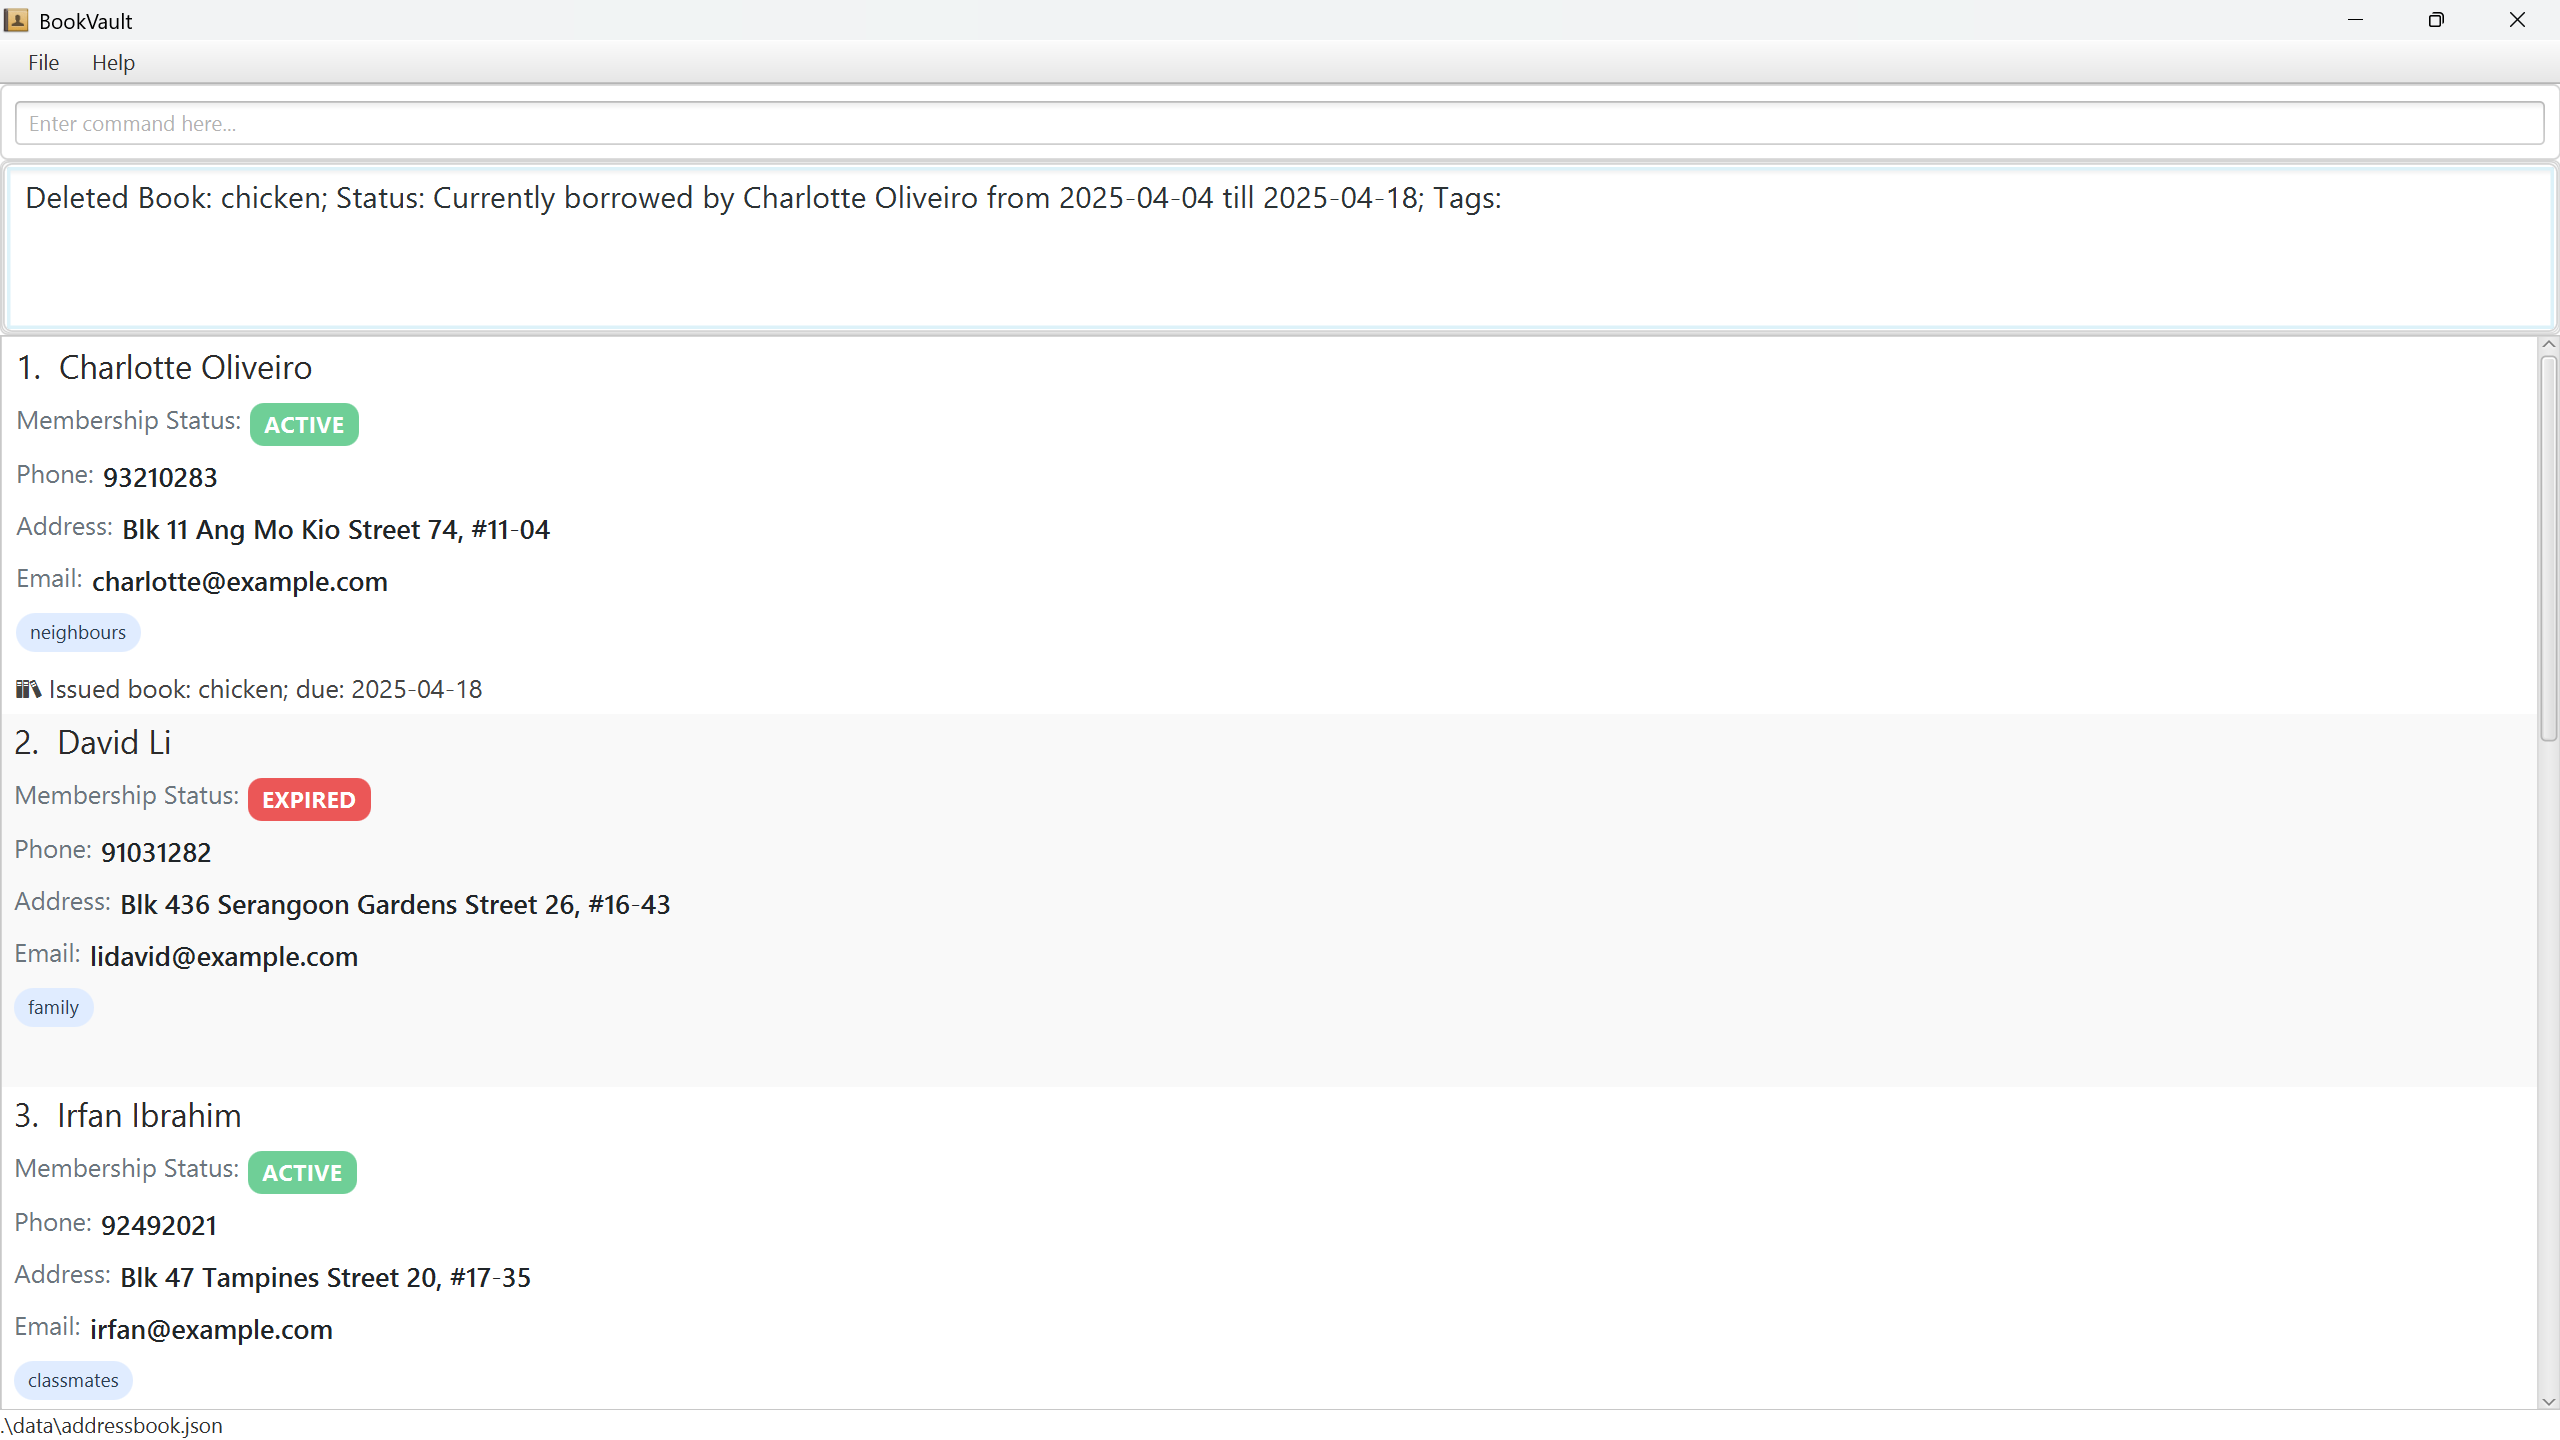 BookVault
File Help
Enter command here...
Deleted Book: chicken; Status: Currently borrowed by Charlotte Oliveiro from 2025-04-04 till 2025-04-18; Tags:
1. Charlotte Oliveiro
Membership Status: ACTIVE
Phone: 93210283
Address: Blk 11 Ang Mo Kio Street 74, #11-04
Email: charlotte@example.com
neighbours
Issued book: chicken; due: 2025-04-18
2. David Li
Membership Status: EXPIRED
Phone: 91031282
Address: Blk 436 Serangoon Gardens Street 26, #16-43
Email: lidavid@example.com
family
3. Irfan Ibrahim
Membership Status: ACTIVE
Phone: 92492021
Address: Blk 47 Tampines Street 20, #17-35
Email: irfan@example.com
classmates
.\data\addressbook.json